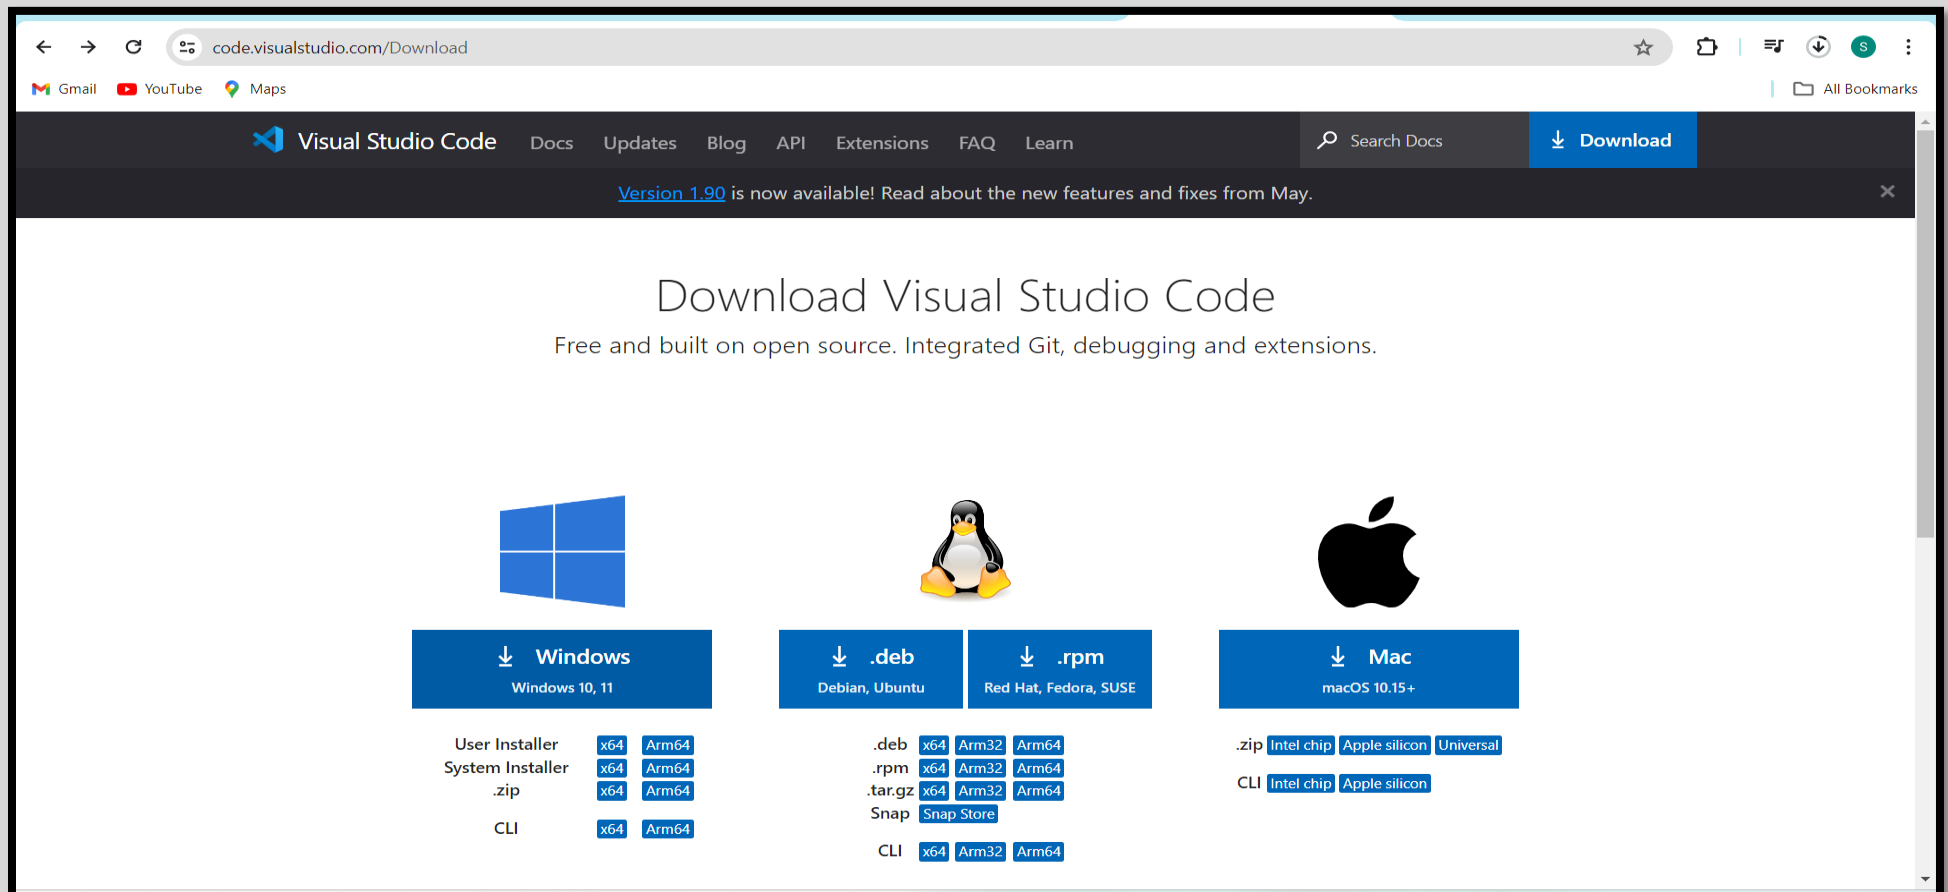 code.visualstudio.com/Download
S
Gmail YouTube Maps All Bookmarks
Visual Studio Code Docs Updates Blog API Extensions FAQ Learn Search Docs Download
Version 1.90 is now available! Read about the new features and fixes from May.
Download Visual Studio Code
Free and built on open source. Integrated Git, debugging and extensions.
Windows
Windows 10, 11
User Installer x64 Arm64
System Installer x64 Arm64
.zip x64 Arm64
CLI x64 Arm64
.deb
Debian, Ubuntu
.rpm
Red Hat, Fedora, SUSE
.deb x64 Arm32 Arm64
.rpm x64 Arm32 Arm64
.tar.gz x64 Arm32 Arm64
Snap Snap Store
CLI x64 Arm32 Arm64
Mac
macOS 10.15+
.zip Intel chip Apple silicon Universal
CLI Intel chip Apple silicon